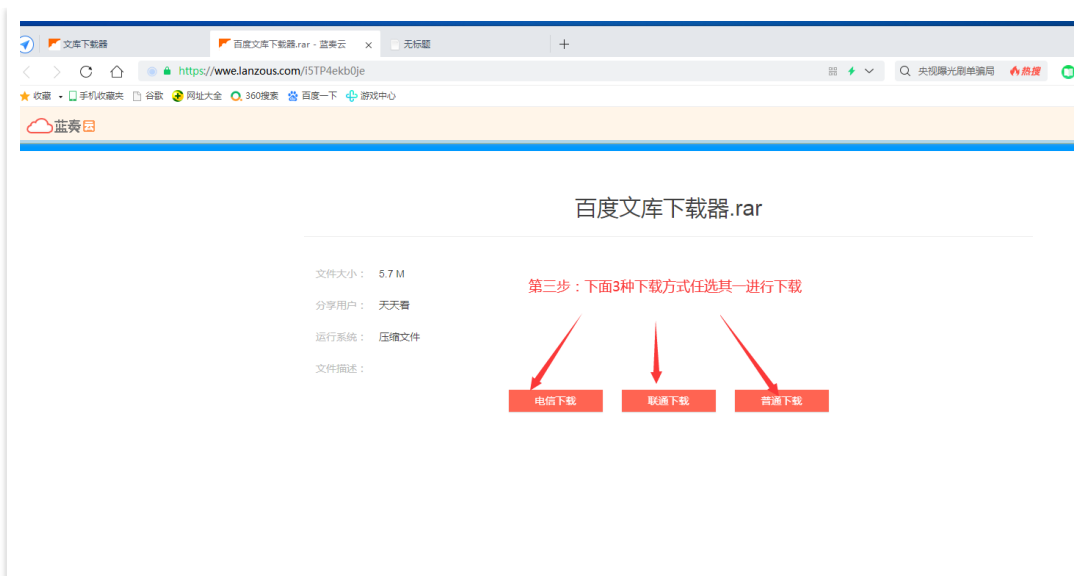 文库下载器 百度文库下载器.rar - 蓝奏云 × 无标题 +
https://wwe.lanzous.com/i5TP4ekb0je 央视曝光刷单骗局 热搜
收藏 手机收藏夹 谷歌 网址大全 360搜索 百度一下 游戏中心
蓝奏云
百度文库下载器.rar
文件大小： 5.7 M
第三步：下面3种下载方式任选其一进行下载
分享用户： 天天看
运行系统： 压缩文件
文件描述：
电信下载 联通下载 普通下载